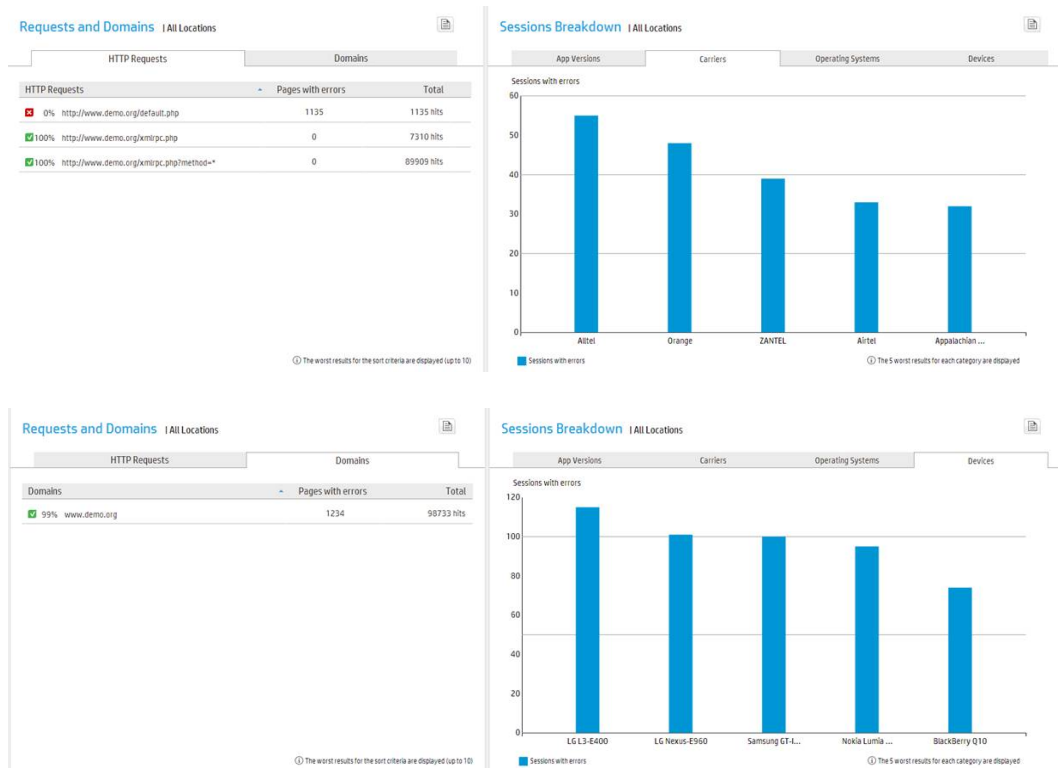 Requests and Domains | All Locations
HTTP Requests Domains
HTTP Requests Pages with errors Total
0% http://www.demo.org/default.php 1135 1135 hits
100% http://www.demo.org/xmlrpc.php 0 7310 hits
100% http://www.demo.org/xmlrpc.php?method=* 0 89909 hits
The worst results for the sort criteria are displayed (up to 10)
Sessions Breakdown | All Locations
App Versions Carriers Operating Systems Devices
Sessions with errors
60
50
40
30
20
10
0
Alltel Orange ZANTEL Airtel Appalachian ...
Sessions with errors
The 5 worst results for each category are displayed
Requests and Domains | All Locations
HTTP Requests Domains
Domains Pages with errors Total
99% www.demo.org 1234 98733 hits
The worst results for the sort criteria are displayed (up to 10)
Sessions Breakdown | All Locations
App Versions Carriers Operating Systems Devices
Sessions with errors
120
100
80
60
40
20
0
LG L3-E400 LG Nexus-E960 Samsung GT-I... Nokia Lumia ... BlackBerry Q10
Sessions with errors
The 5 worst results for each category are displayed